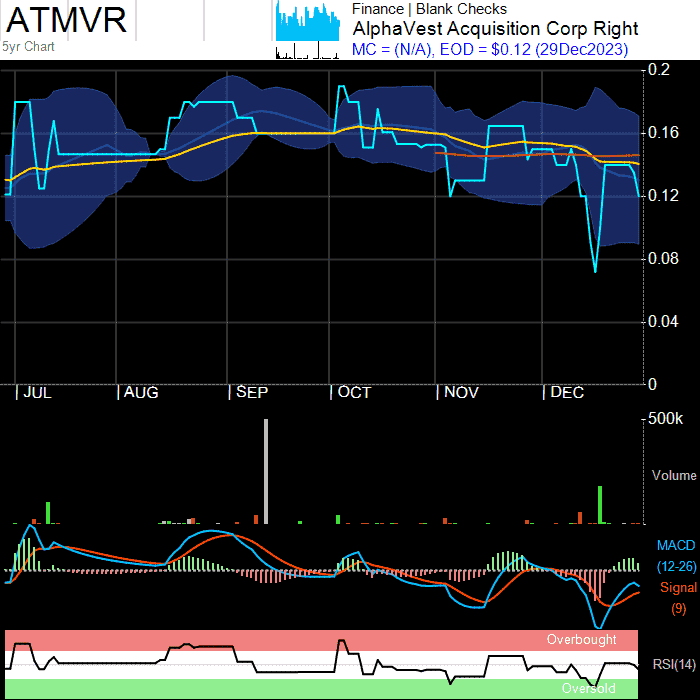 ATMVR
5yr Chart
Finance | Blank Checks
AlphaVest Acquisition Corp Right
MC = (N/A), EOD = $0.12 (29Dec2023)
0.2
0.16
0.12
0.08
0.04
0
JUL AUG SEP OCT NOV DEC
500k
Volume
MACD
(12-26)
Signal
(9)
Overbought
RSI(14)
Oversold